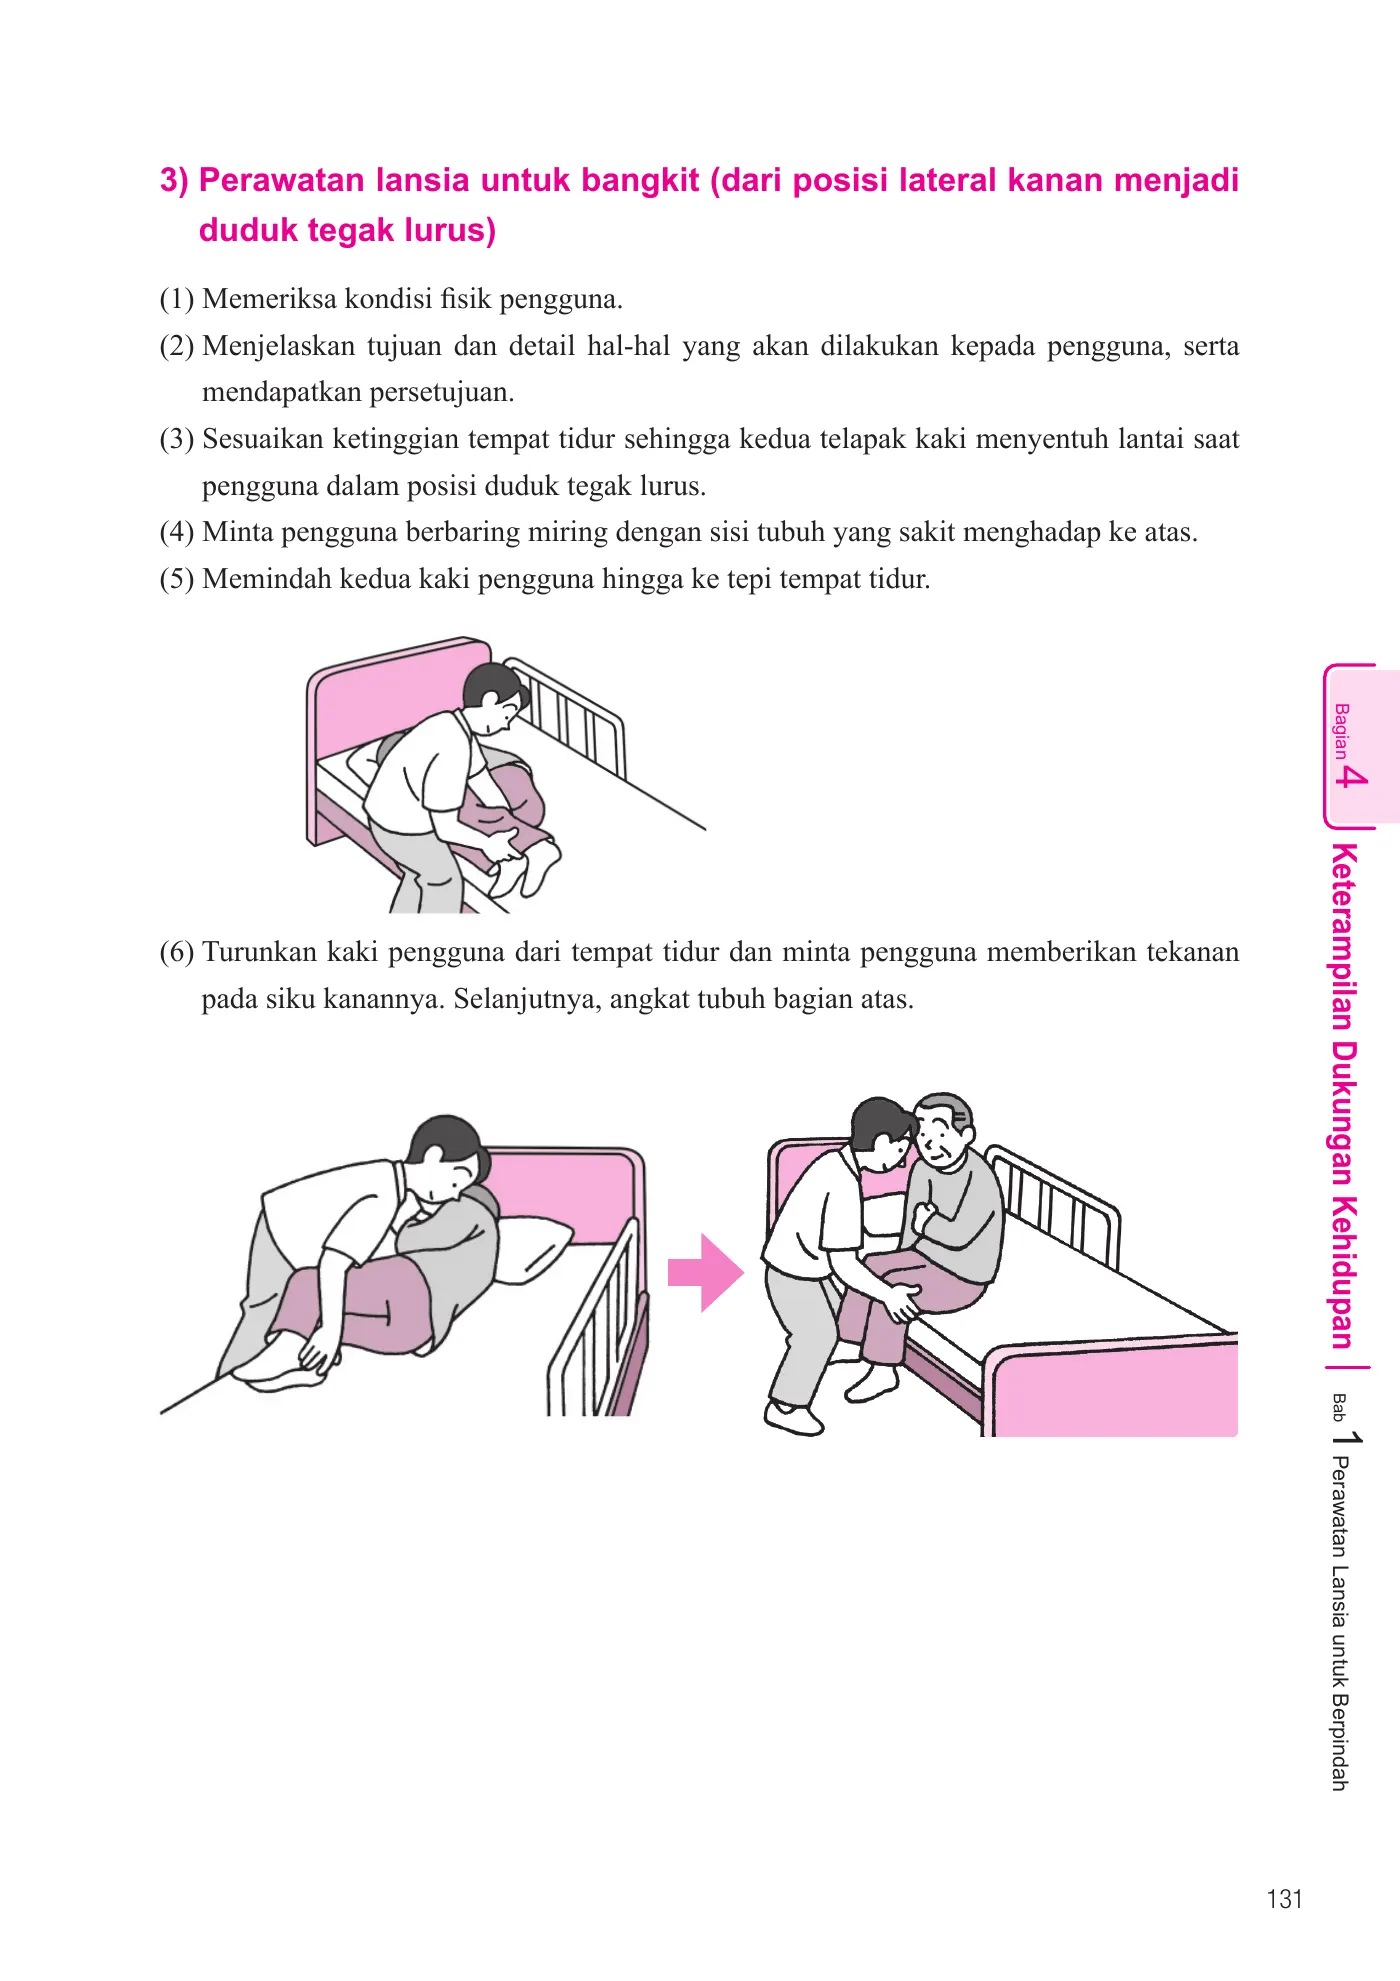 3) Perawatan lansia untuk bangkit (dari posisi lateral kanan menjadi
duduk tegak lurus)
(1) Memeriksa kondisi fisik pengguna.
(2) Menjelaskan tujuan dan detail hal-hal yang akan dilakukan kepada pengguna, serta
mendapatkan persetujuan.
(3) Sesuaikan ketinggian tempat tidur sehingga kedua telapak kaki menyentuh lantai saat
pengguna dalam posisi duduk tegak lurus.
(4) Minta pengguna berbaring miring dengan sisi tubuh yang sakit menghadap ke atas.
(5) Memindah kedua kaki pengguna hingga ke tepi tempat tidur.
(6) Turunkan kaki pengguna dari tempat tidur dan minta pengguna memberikan tekanan
pada siku kanannya. Selanjutnya, angkat tubuh bagian atas.
Bagian 4 Keterampilan Dukungan Kehidupan Bab 1 Perawatan Lansia untuk Berpindah
131